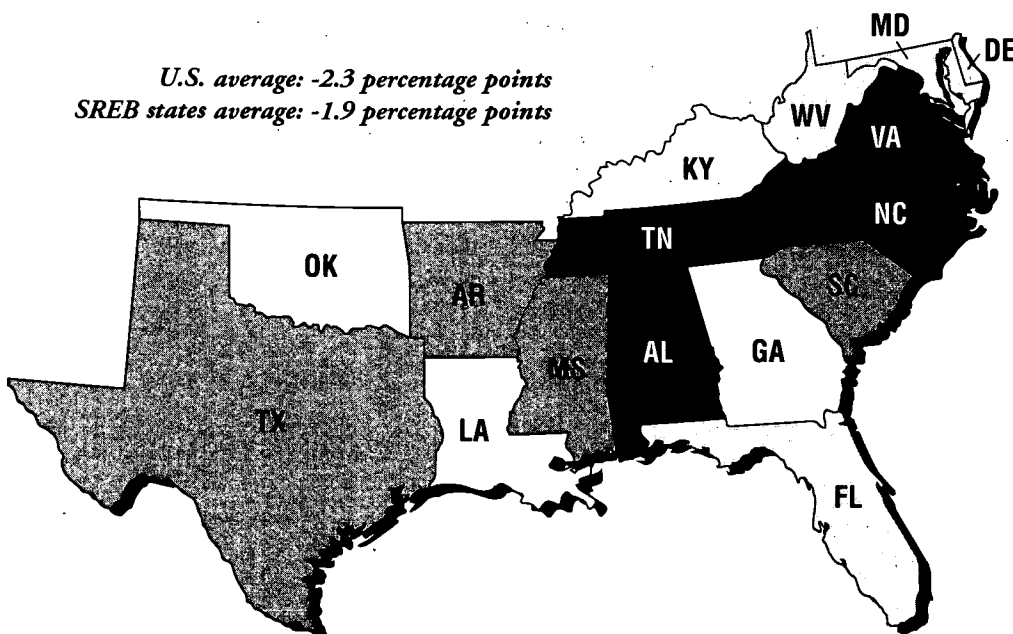 MD
DE
U.S. average: -2.3 percentage points
SREB states average: -1.9 percentage points
WV
VA
KY
NC
TN
OK
AR
SC
MS
AL
GA
TX
LA
FL